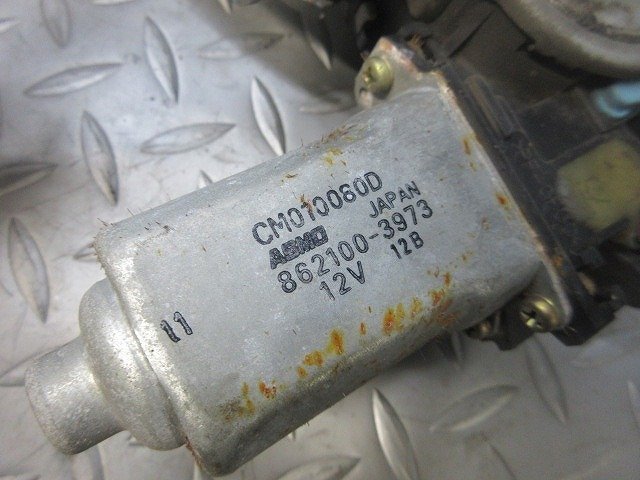 CM010060D
ASMO JAPAN
862100-3973
12V 12B
11